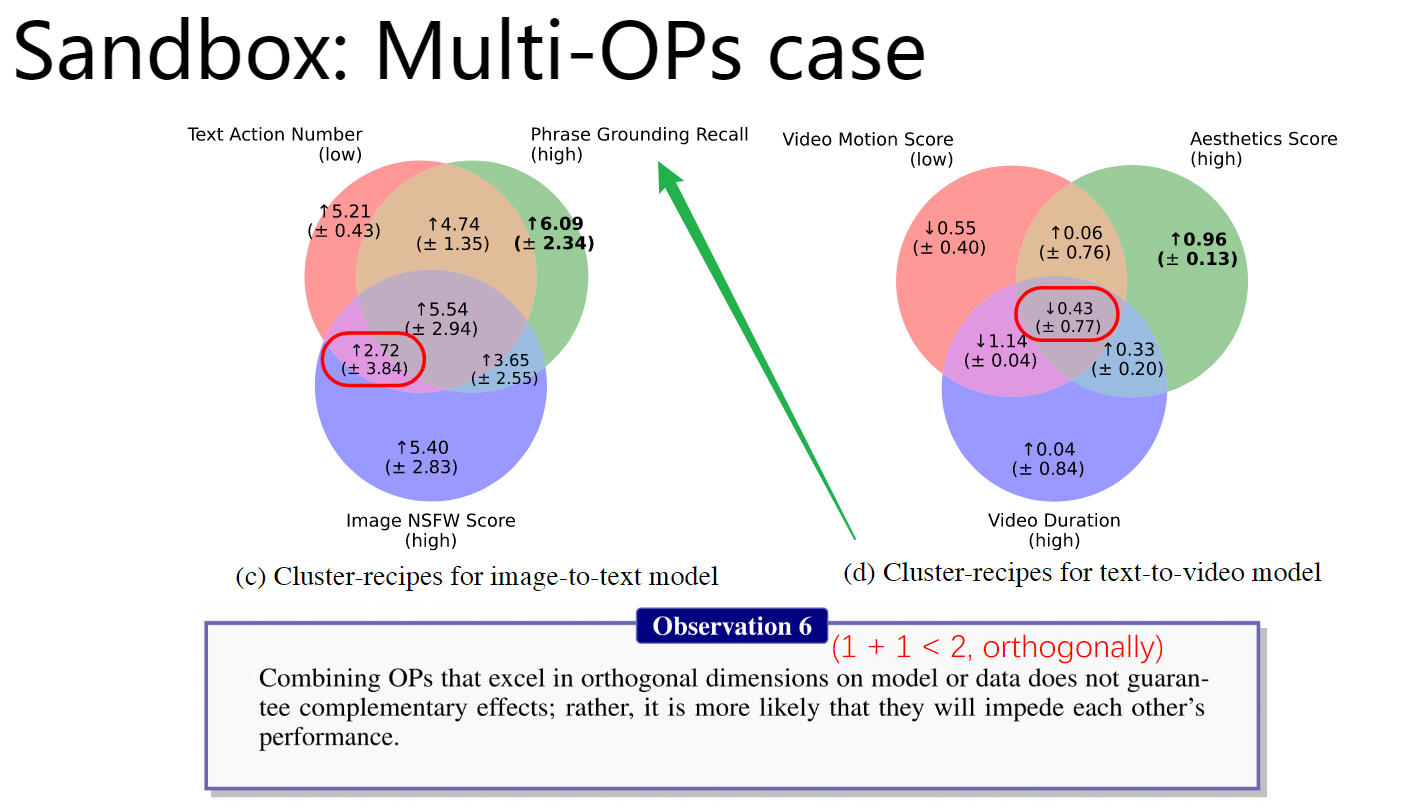 Sandbox: Multi-OPs case
Text Action Number
(low)
Phrase Grounding Recall
(high)
↑5.21
(± 0.43)
↑4.74
(± 1.35)
↑6.09
(± 2.34)
↑5.54
(± 2.94)
↑2.72
(± 3.84)
↑3.65
(± 2.55)
↑5.40
(± 2.83)
Image NSFW Score
(high)
(c) Cluster-recipes for image-to-text model
Video Motion Score
(low)
Aesthetics Score
(high)
↓0.55
(± 0.40)
↑0.06
(± 0.76)
↑0.96
(± 0.13)
↓0.43
(± 0.77)
↓1.14
(± 0.04)
↑0.33
(± 0.20)
↑0.04
(± 0.84)
Video Duration
(high)
(d) Cluster-recipes for text-to-video model
Observation 6
(1 + 1 < 2, orthogonally)
Combining OPs that excel in orthogonal dimensions on model or data does not guaran-
tee complementary effects; rather, it is more likely that they will impede each other's
performance.